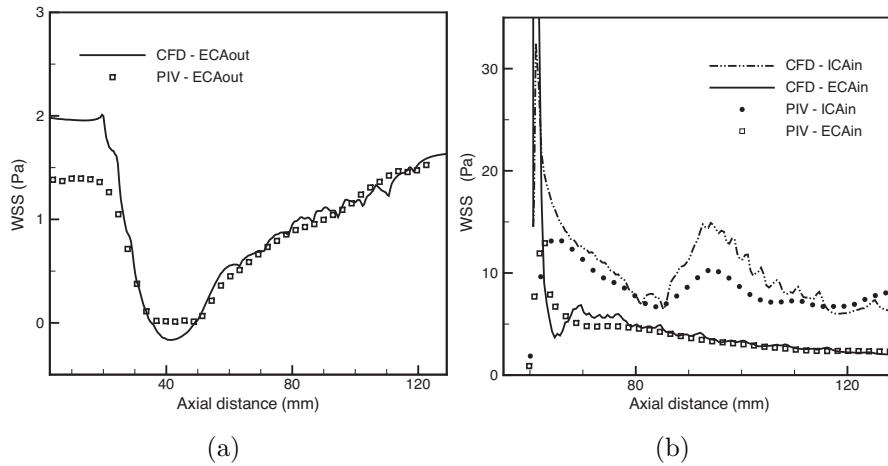 3
2
1
0
WSS (Pa)
CFD - ECAout
PIV - ECAout
40
80
120
Axial distance (mm)
(a)
30
20
10
0
WSS (Pa)
CFD - ICAin
CFD - ECAin
PIV - ICAin
PIV - ECAin
80
120
Axial distance (mm)
(b)